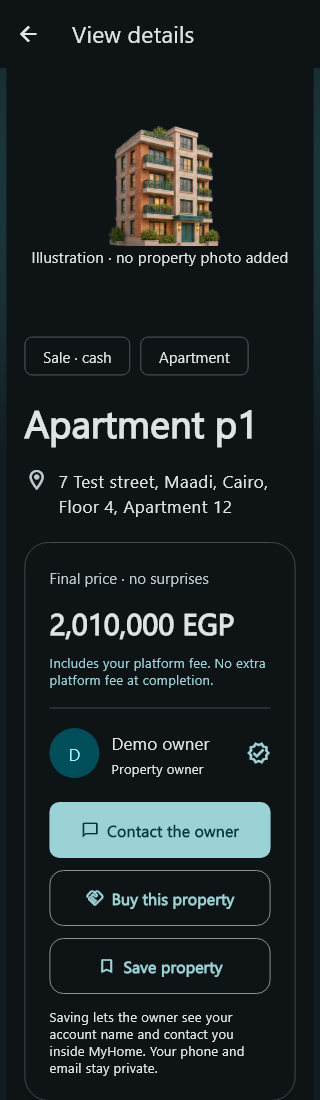 View details
Illustration · no property photo added
Sale · cash
Apartment
Apartment p1
7 Test street, Maadi, Cairo,
Floor 4, Apartment 12
Final price · no surprises
2,010,000 EGP
Includes your platform fee. No extra
platform fee at completion.
D
Demo owner
Property owner
Contact the owner
Buy this property
Save property
Saving lets the owner see your
account name and contact you
inside MyHome. Your phone and
email stay private.